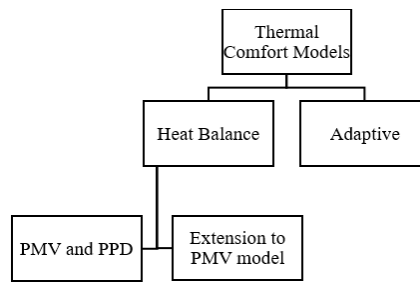 Thermal
Comfort Models
Heat Balance
Adaptive
PMV and PPD
Extension to
PMV model